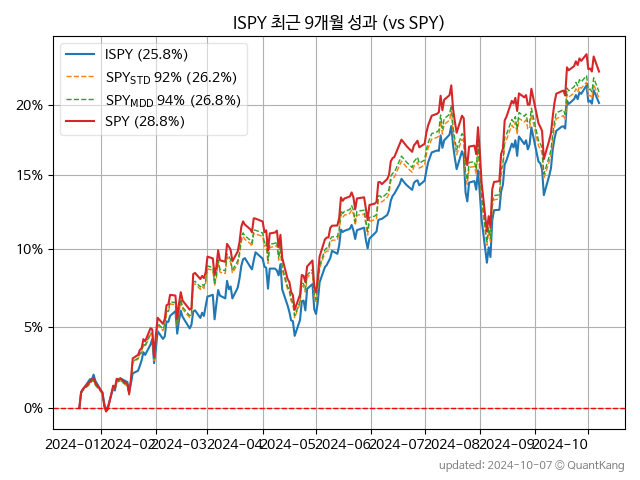 ISPY 최근 9개월 성과 (vs SPY)
ISPY (25.8%)
SPY_STD 92% (26.2%)
SPY_MDD 94% (26.8%)
SPY (28.8%)
20%
15%
10%
5%
0%
2024-01 2024-02 2024-03 2024-04 2024-05 2024-06 2024-07 2024-08 2024-09 2024-10
updated: 2024-10-07 © QuantKang